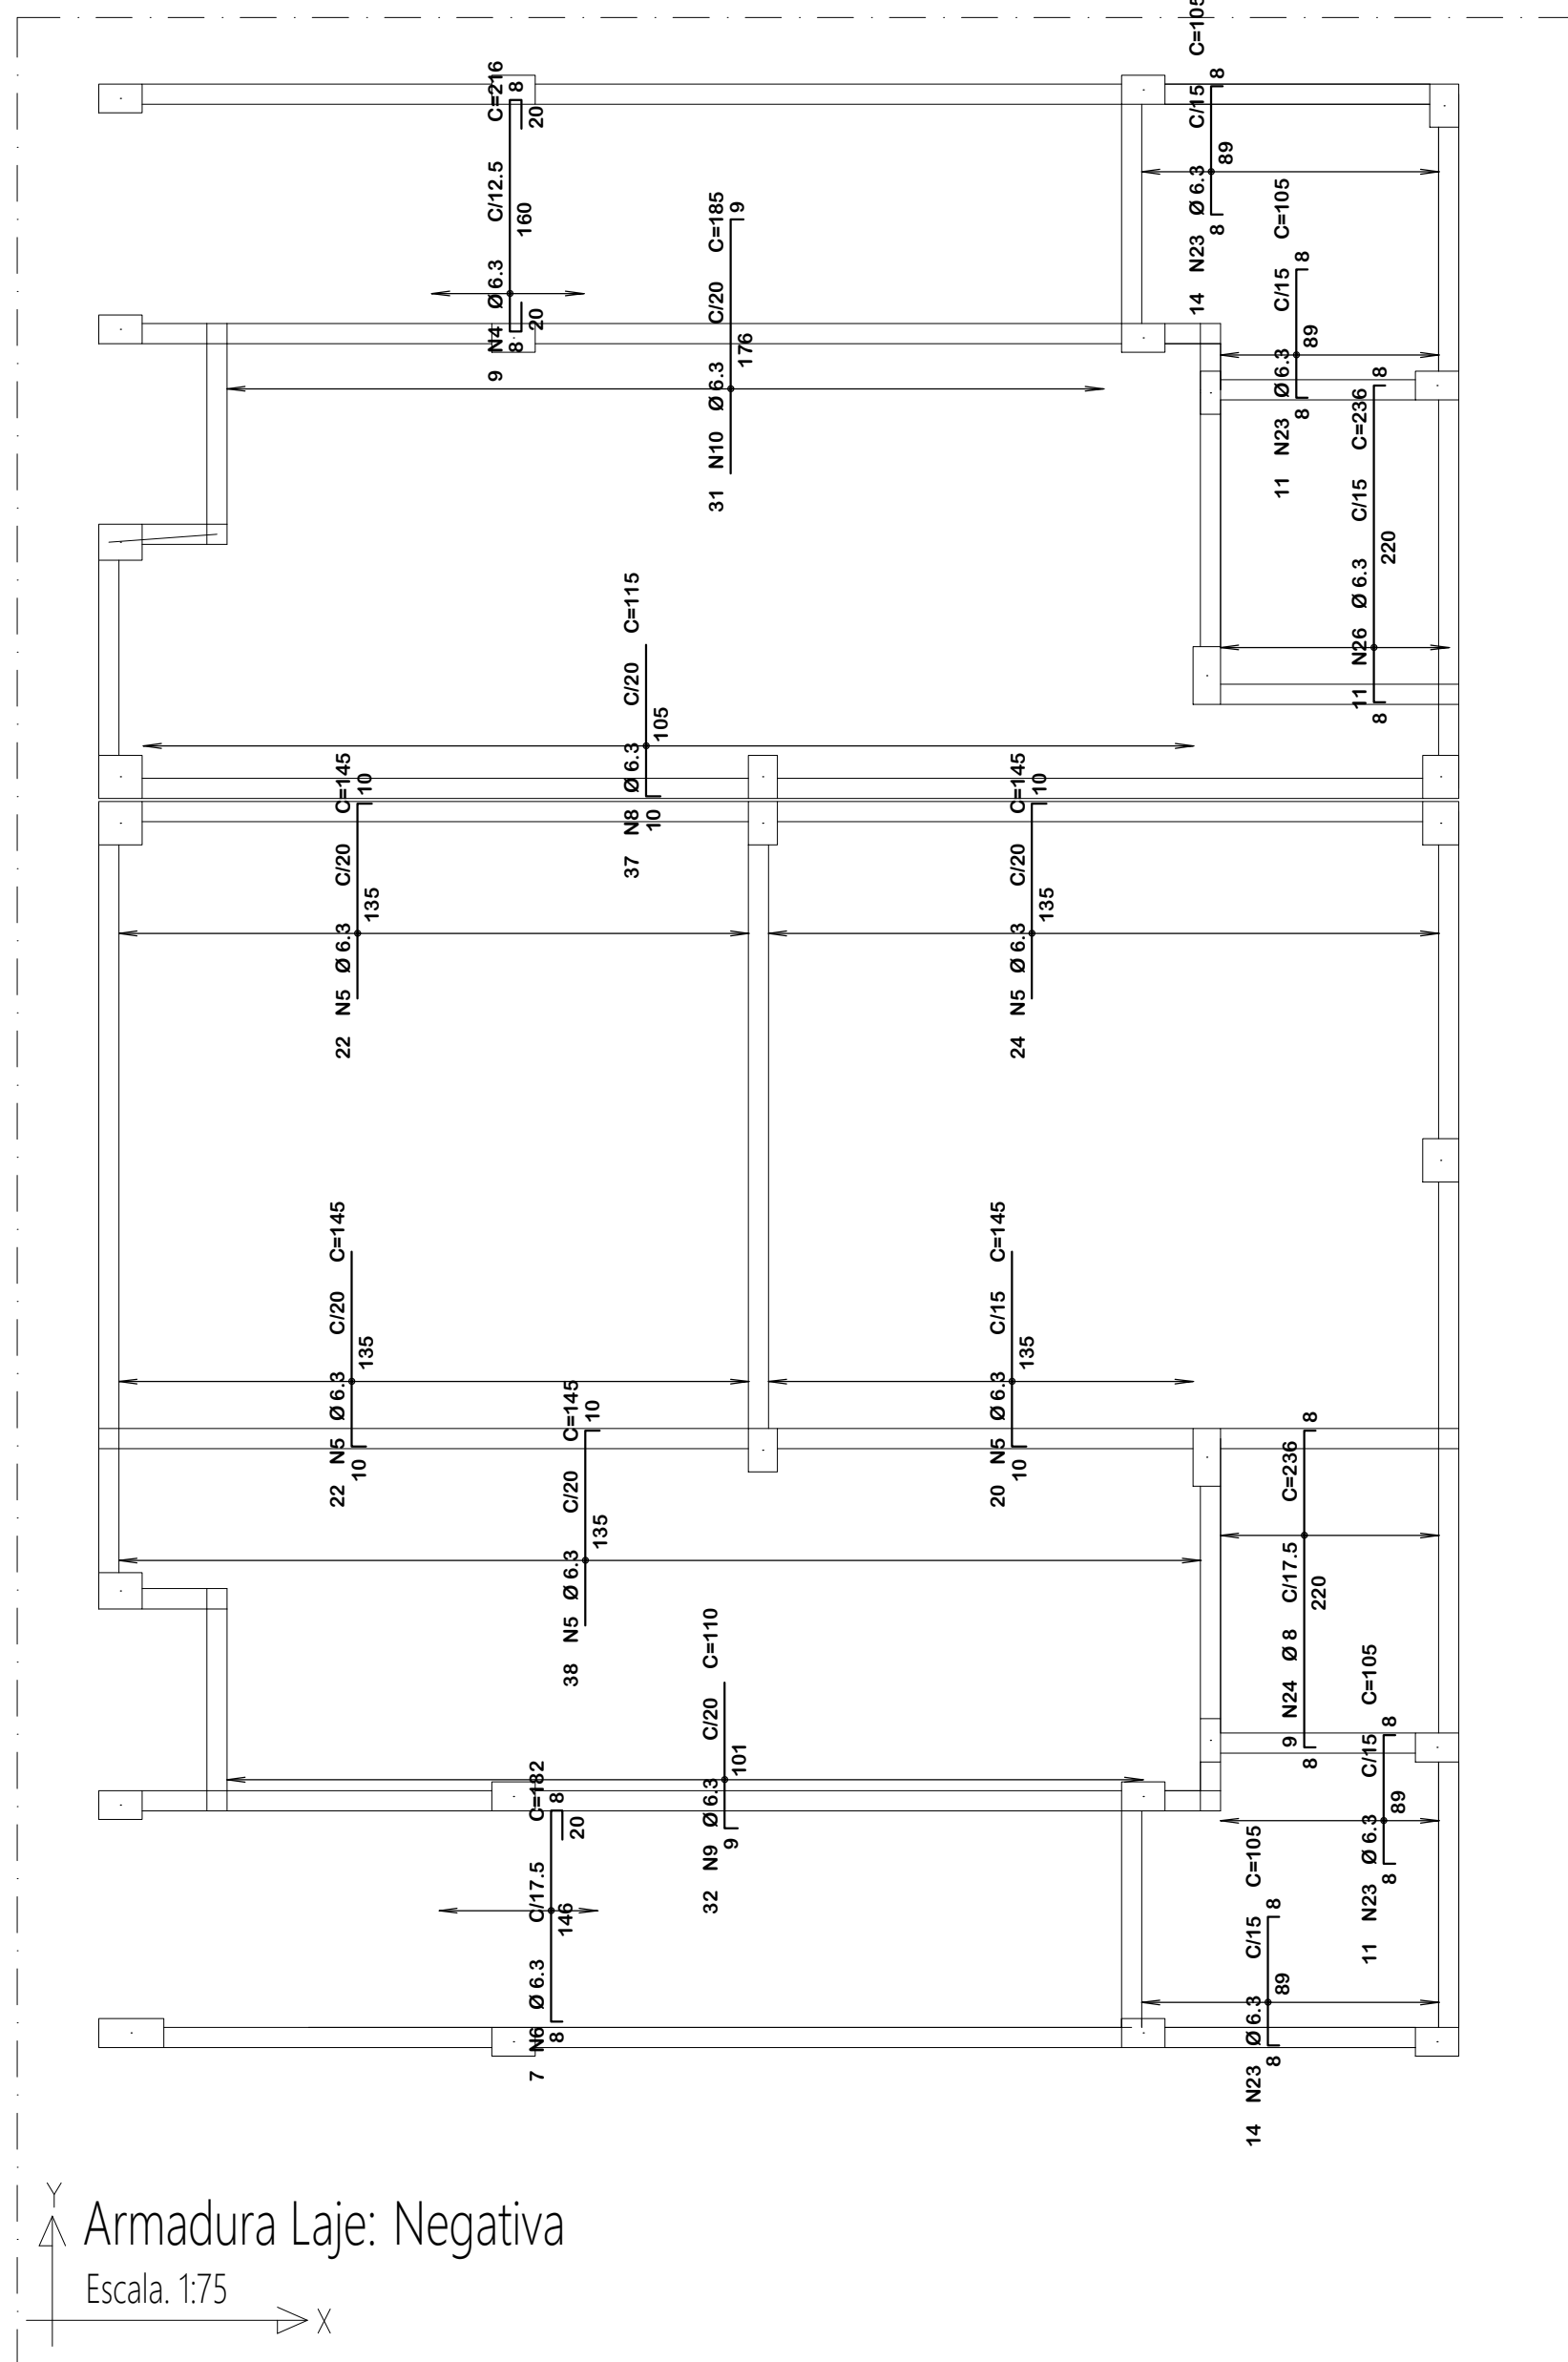 14 N23 Ø 6.3 C/15 C=105
8
89
8
9 N4 Ø 6.3 C/12.5 C=216
8
20
160
20
8
31 N10 Ø 6.3 C/20 C=185
9
176
11 N23 Ø 6.3 C/15 C=105
8
89
8
11 N26 Ø 6.3 C/15 C=236
8
220
8
37 N8 Ø 6.3 C/20 C=115
105
10
22 N5 Ø 6.3 C/20 C=145
10
135
24 N5 Ø 6.3 C/20 C=145
10
135
22 N5 Ø 6.3 C/20 C=145
135
10
20 N5 Ø 6.3 C/15 C=145
135
10
38 N5 Ø 6.3 C/20 C=145
10
135
9 N24 Ø 8 C/17.5 C=236
8
220
8
32 N9 Ø 6.3 C/20 C=110
101
9
11 N23 Ø 6.3 C/15 C=105
8
89
8
7 N6 Ø 6.3 C/17.5 C=182
8
20
146
8
14 N23 Ø 6.3 C/15 C=105
8
89
8
Y
Armadura Laje: Negativa
Escala. 1:75
X